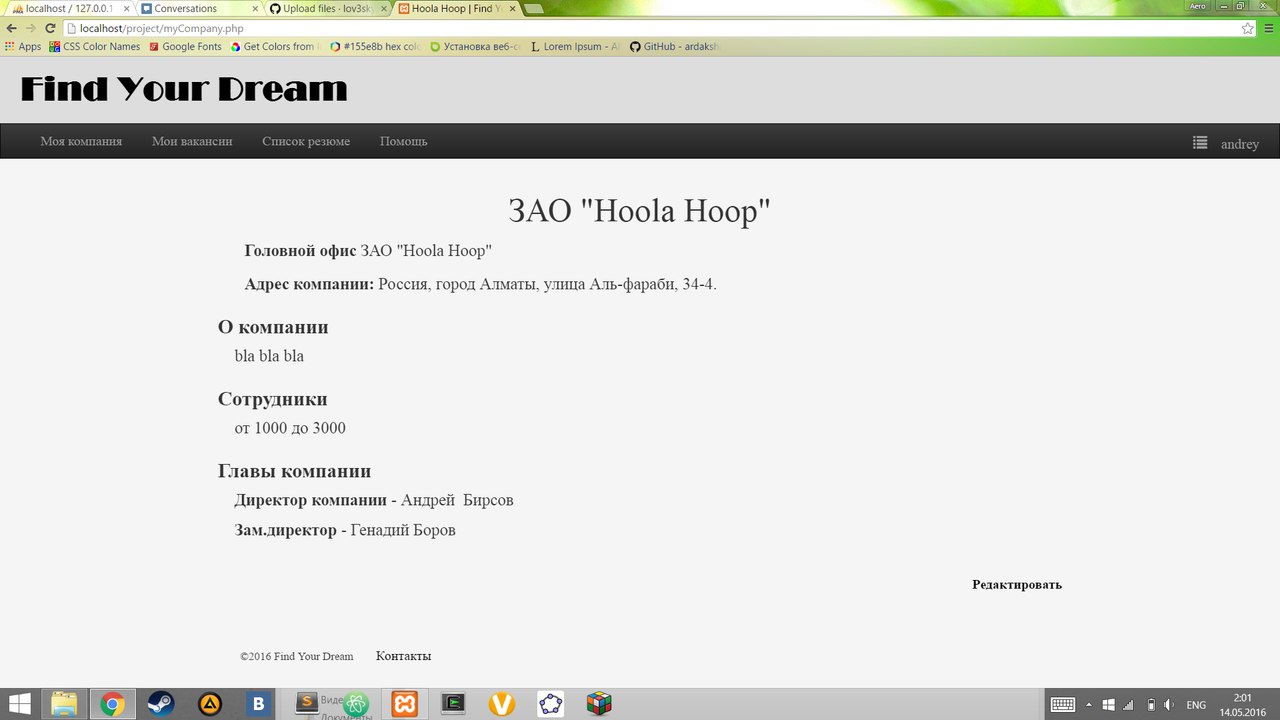 localhost / 127.0.0.1
Conversations
Upload files · lov3sk
Hoola Hoop | Find Y
Aero
localhost/project/myCompany.php
Apps
CSS Color Names
Google Fonts
Get Colors from
#155e8b hex col
Установка веб-с
Lorem Ipsum - Al
GitHub - ardaksh
Find Your Dream
Моя компания
Мои вакансии
Список резюме
Помощь
andrey
ЗАО "Hoola Hoop"
Головной офис ЗАО "Hoola Hoop"
Адрес компании: Россия, город Алматы, улица Аль-фараби, 34-4.
О компании
bla bla bla
Сотрудники
от 1000 до 3000
Главы компании
Директор компании - Андрей  Бирсов
Зам.директор - Генадий Боров
Редактировать
©2016 Find Your Dream
Контакты
Виде
Документы
ENG
2:01
14.05.2016